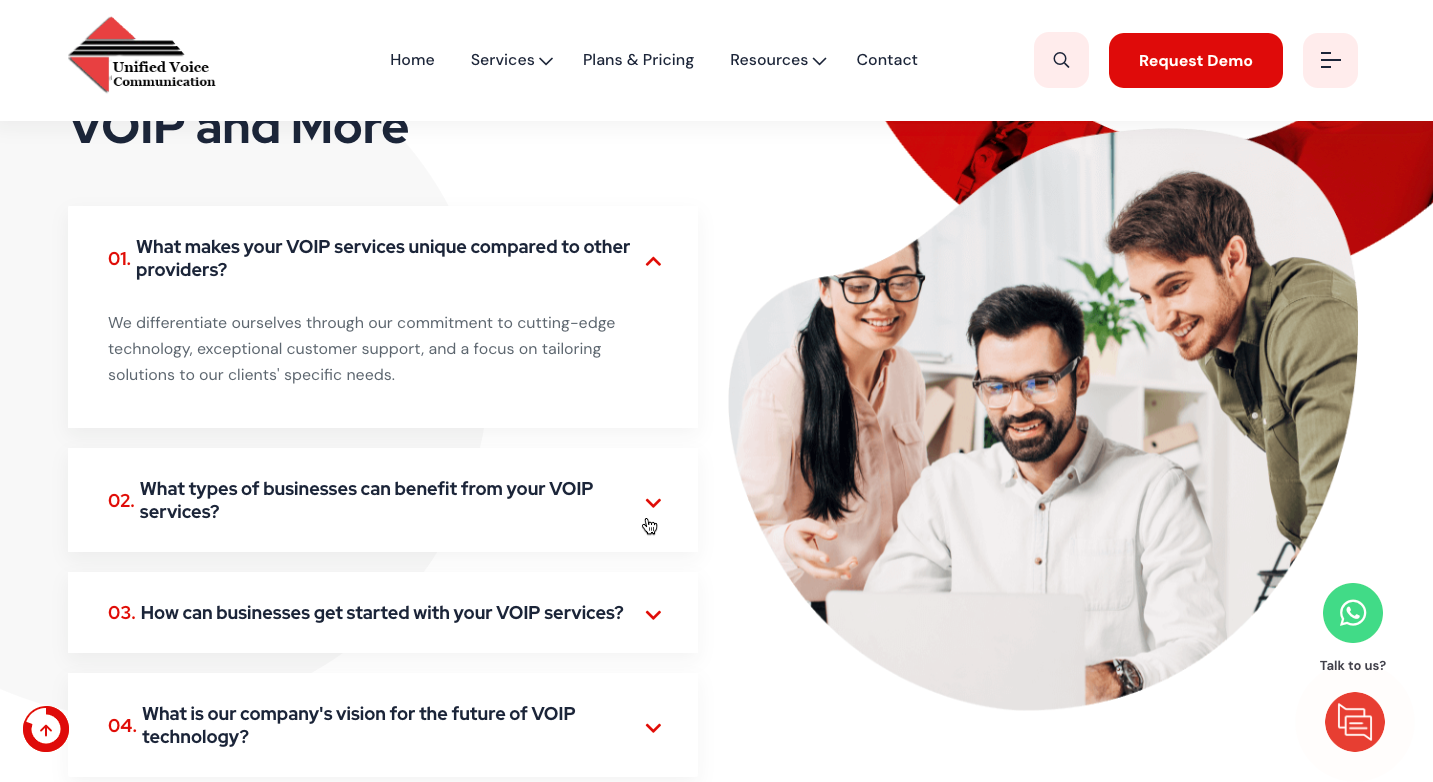 Unified Voice
Communication
Home
Services
Plans & Pricing
Resources
Contact
Request Demo
VOIP and More
01.
What makes your VOIP services unique compared to other
providers?
We differentiate ourselves through our commitment to cutting-edge
technology, exceptional customer support, and a focus on tailoring
solutions to our clients' specific needs.
02.
What types of businesses can benefit from your VOIP
services?
03. How can businesses get started with your VOIP services?
04.
What is our company's vision for the future of VOIP
technology?
Talk to us?